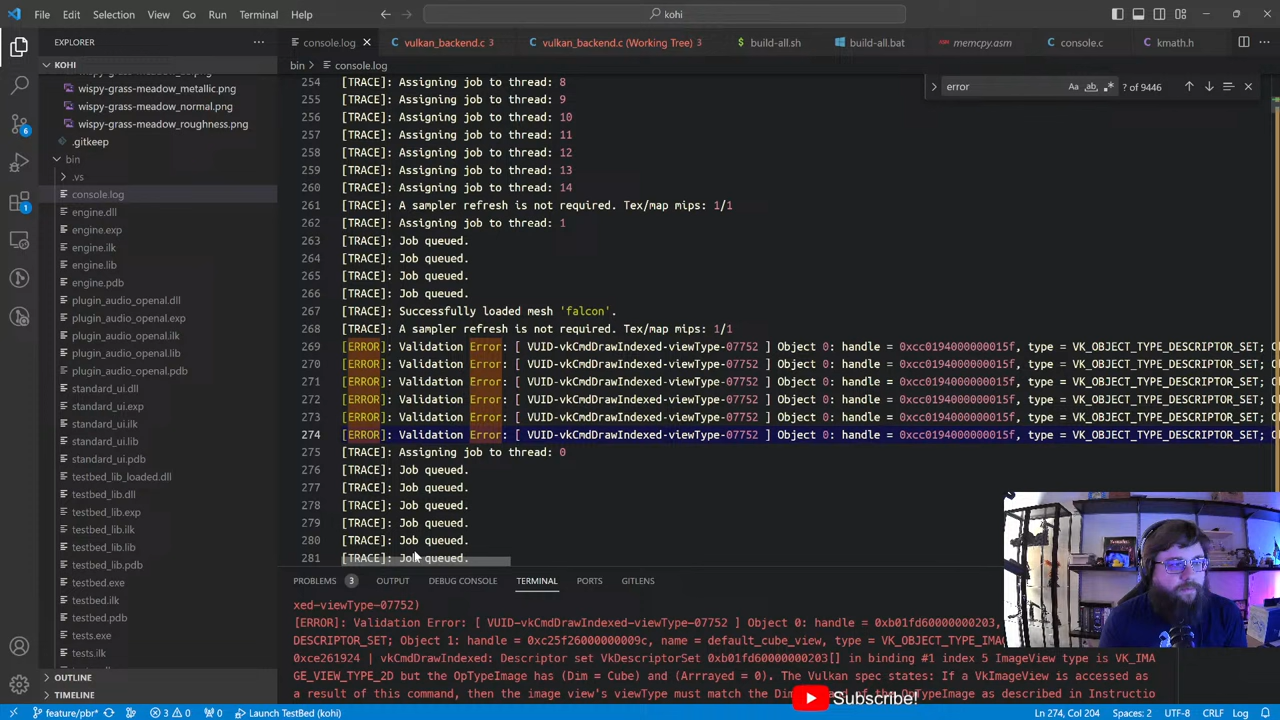 File Edit Selection View Go Run Terminal Help
kohi
EXPLORER
console.log
vulkan_backend.c 3
vulkan_backend.c (Working Tree) 3
build-all.sh
build-all.bat
memcpy.asm
console.c
kmath.h
KOHI
bin > console.log
wispy-grass-meadow_metallic.png
wispy-grass-meadow_normal.png
wispy-grass-meadow_roughness.png
.gitkeep
bin
.vs
console.log
engine.dll
engine.exp
engine.ilk
engine.lib
engine.pdb
plugin_audio_openal.dll
plugin_audio_openal.exp
plugin_audio_openal.ilk
plugin_audio_openal.lib
plugin_audio_openal.pdb
standard_ui.dll
standard_ui.exp
standard_ui.ilk
standard_ui.lib
standard_ui.pdb
testbed_lib_loaded.dll
testbed_lib.dll
testbed_lib.exp
testbed_lib.ilk
testbed_lib.lib
testbed_lib.pdb
testbed.exe
testbed.ilk
testbed.pdb
tests.exe
tests.ilk
tests.pdb
OUTLINE
TIMELINE
error
Aa ab .* ? of 9446
254 [TRACE]: Assigning job to thread: 8
255 [TRACE]: Assigning job to thread: 9
256 [TRACE]: Assigning job to thread: 10
257 [TRACE]: Assigning job to thread: 11
258 [TRACE]: Assigning job to thread: 12
259 [TRACE]: Assigning job to thread: 13
260 [TRACE]: Assigning job to thread: 14
261 [TRACE]: A sampler refresh is not required. Tex/map mips: 1/1
262 [TRACE]: Assigning job to thread: 1
263 [TRACE]: Job queued.
264 [TRACE]: Job queued.
265 [TRACE]: Job queued.
266 [TRACE]: Job queued.
267 [TRACE]: Successfully loaded mesh 'falcon'.
268 [TRACE]: A sampler refresh is not required. Tex/map mips: 1/1
269 [ERROR]: Validation Error: [ VUID-vkCmdDrawIndexed-viewType-07752 ] Object 0: handle = 0xcc0194000000015f, type = VK_OBJECT_TYPE_DESCRIPTOR_SET;
270 [ERROR]: Validation Error: [ VUID-vkCmdDrawIndexed-viewType-07752 ] Object 0: handle = 0xcc0194000000015f, type = VK_OBJECT_TYPE_DESCRIPTOR_SET;
271 [ERROR]: Validation Error: [ VUID-vkCmdDrawIndexed-viewType-07752 ] Object 0: handle = 0xcc0194000000015f, type = VK_OBJECT_TYPE_DESCRIPTOR_SET;
272 [ERROR]: Validation Error: [ VUID-vkCmdDrawIndexed-viewType-07752 ] Object 0: handle = 0xcc0194000000015f, type = VK_OBJECT_TYPE_DESCRIPTOR_SET;
273 [ERROR]: Validation Error: [ VUID-vkCmdDrawIndexed-viewType-07752 ] Object 0: handle = 0xcc0194000000015f, type = VK_OBJECT_TYPE_DESCRIPTOR_SET;
274 [ERROR]: Validation Error: [ VUID-vkCmdDrawIndexed-viewType-07752 ] Object 0: handle = 0xcc0194000000015f, type = VK_OBJECT_TYPE_DESCRIPTOR_SET;
275 [TRACE]: Assigning job to thread: 0
276 [TRACE]: Job queued.
277 [TRACE]: Job queued.
278 [TRACE]: Job queued.
279 [TRACE]: Job queued.
280 [TRACE]: Job queued.
281 [TRACE]: Job queued.
PROBLEMS 3 OUTPUT DEBUG CONSOLE TERMINAL PORTS GITLENS
xed-viewType-07752)
[ERROR]: Validation Error: [ VUID-vkCmdDrawIndexed-viewType-07752 ] Object 0: handle = 0xb01fd60000000203,
DESCRIPTOR_SET; Object 1: handle = 0xc25f26000000009c, name = default_cube_view, type = VK_OBJECT_TYPE_IMA
0xce261924 | vkCmdDrawIndexed: Descriptor set VkDescriptorSet 0xb01fd60000000203[] in binding #1 index 5 ImageView type is VK_IMA
GE_VIEW_TYPE_2D but the OpTypeImage has (Dim = Cube) and (Arrrayed = 0). The Vulkan spec states: If a VkImageView is accessed as
a result of this command, then the image view's viewType must match the Dim of the OpTypeImage as described in Instructio
Subscribe!
feature/pbr* 3 0 0 Launch TestBed (kohi) Ln 274, Col 204 Spaces: 2 UTF-8 CRLF Log
6
1